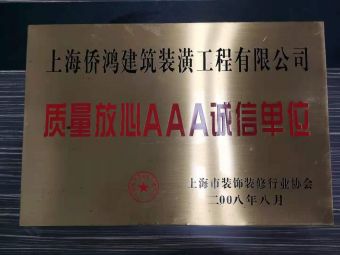 上海侨鸿建筑装潢工程有限公司
质量放心AAA诚信单位
上海市装饰装修行业协会
二00八年八月